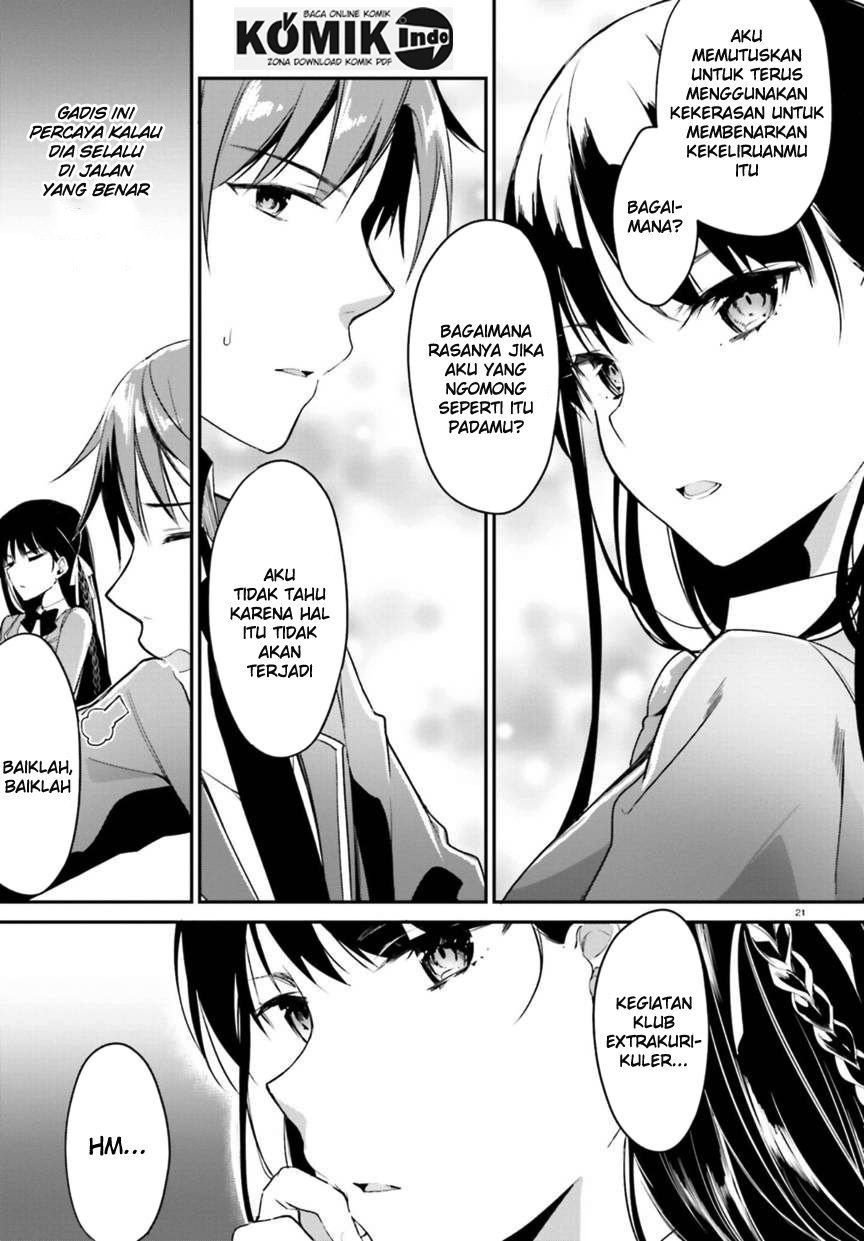 BACA ONLINE KOMIK
KOMIK Indo
ZONA DOWNLOAD KOMIK PDF
AKU
MEMUTUSKAN
UNTUK TERUS
MENGGUNAKAN
KEKERASAN UNTUK
MEMBENARKAN
KEKELIRUANMU
ITU
BAGAI-
MANA?
BAGAIMANA
RASANYA JIKA
AKU YANG
NGOMONG
SEPERTI ITU
PADAMU?
AKU
TIDAK TAHU
KARENA HAL
ITU TIDAK
AKAN
TERJADI
GADIS INI
PERCAYA KALAU
DIA SELALU
DI JALAN
YANG BENAR
BAIKLAH,
BAIKLAH
21
KEGIATAN
KLUB
EXTRAKURI-
KULER...
HM...